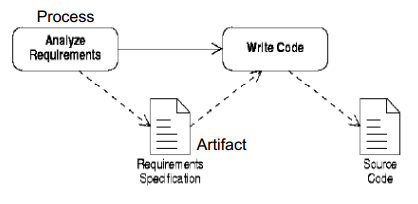 Process
Analyze
Requirements
Write Code
Artifact
Requirements
Specification
Source
Code